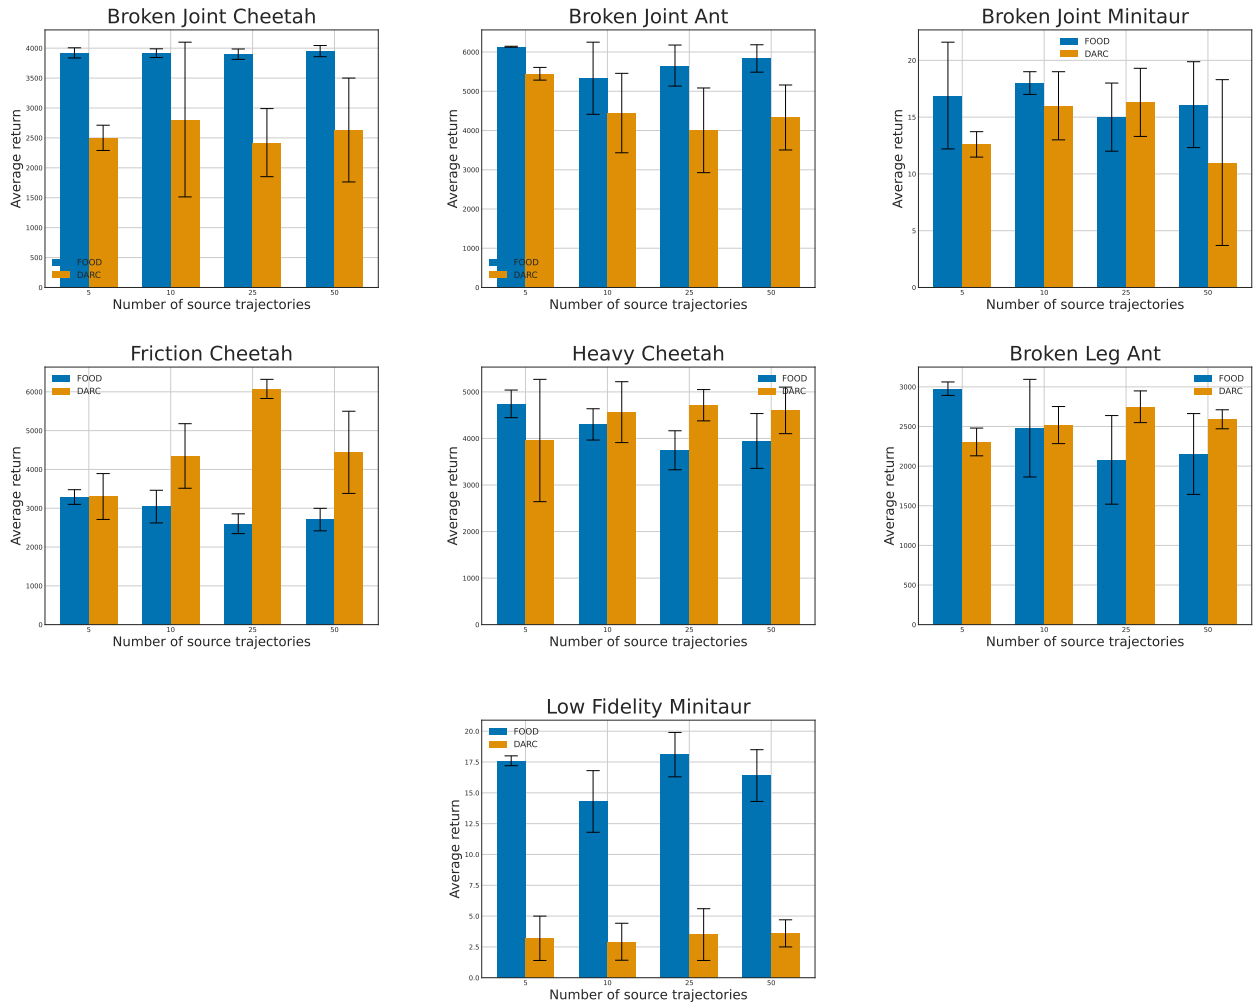 Broken Joint Cheetah
Average return
4000
3500
3000
2500
2000
1500
1000
500
0
FOOD
DARC
5 10 25 50
Number of source trajectories
Broken Joint Ant
Average return
6000
5000
4000
3000
2000
1000
0
FOOD
DARC
5 10 25 50
Number of source trajectories
Broken Joint Minitaur
Average return
20
15
10
5
0
FOOD
DARC
5 10 25 50
Number of source trajectories
Friction Cheetah
Average return
6000
5000
4000
3000
2000
1000
0
FOOD
DARC
5 10 25 50
Number of source trajectories
Heavy Cheetah
Average return
5000
4000
3000
2000
1000
0
FOOD
DARC
5 10 25 50
Number of source trajectories
Broken Leg Ant
Average return
3000
2500
2000
1500
1000
500
0
FOOD
DARC
5 10 25 50
Number of source trajectories
Low Fidelity Minitaur
Average return
20.0
17.5
15.0
12.5
10.0
7.5
5.0
2.5
0.0
FOOD
DARC
5 10 25 50
Number of source trajectories